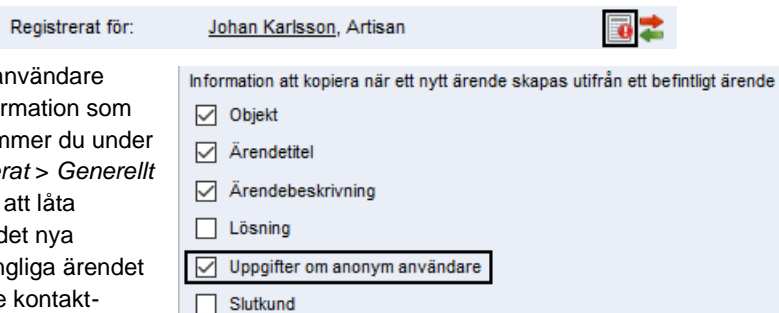 Registrerat för: Johan Karlsson, Artisan
användare
rmation som
mmer du under
erat > Generellt
att låta
det nya
ngliga ärendet
e kontakt-
Information att kopiera när ett nytt ärende skapas utifrån ett befintligt ärende
Objekt
Ärendetitel
Ärendebeskrivning
Lösning
Uppgifter om anonym användare
Slutkund